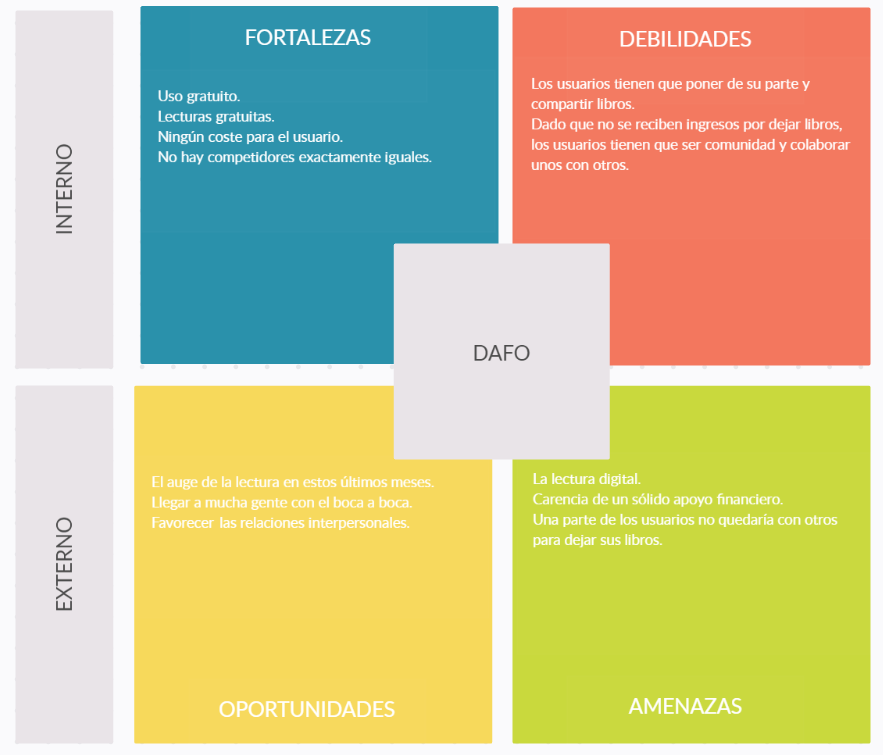 INTERNO
FORTALEZAS
Uso gratuito.
Lecturas gratuitas.
Ningún coste para el usuario.
No hay competidores exactamente iguales.
DEBILIDADES
Los usuarios tienen que poner de su parte y
compartir libros.
Dado que no se reciben ingresos por dejar libros,
los usuarios tienen que ser comunidad y colaborar
unos con otros.
DAFO
EXTERNO
El auge de la lectura en estos últimos meses.
Llegar a mucha gente con el boca a boca.
Favorecer las relaciones interpersonales.
OPORTUNIDADES
La lectura digital.
Carencia de un sólido apoyo financiero.
Una parte de los usuarios no quedaría con otros
para dejar sus libros.
AMENAZAS